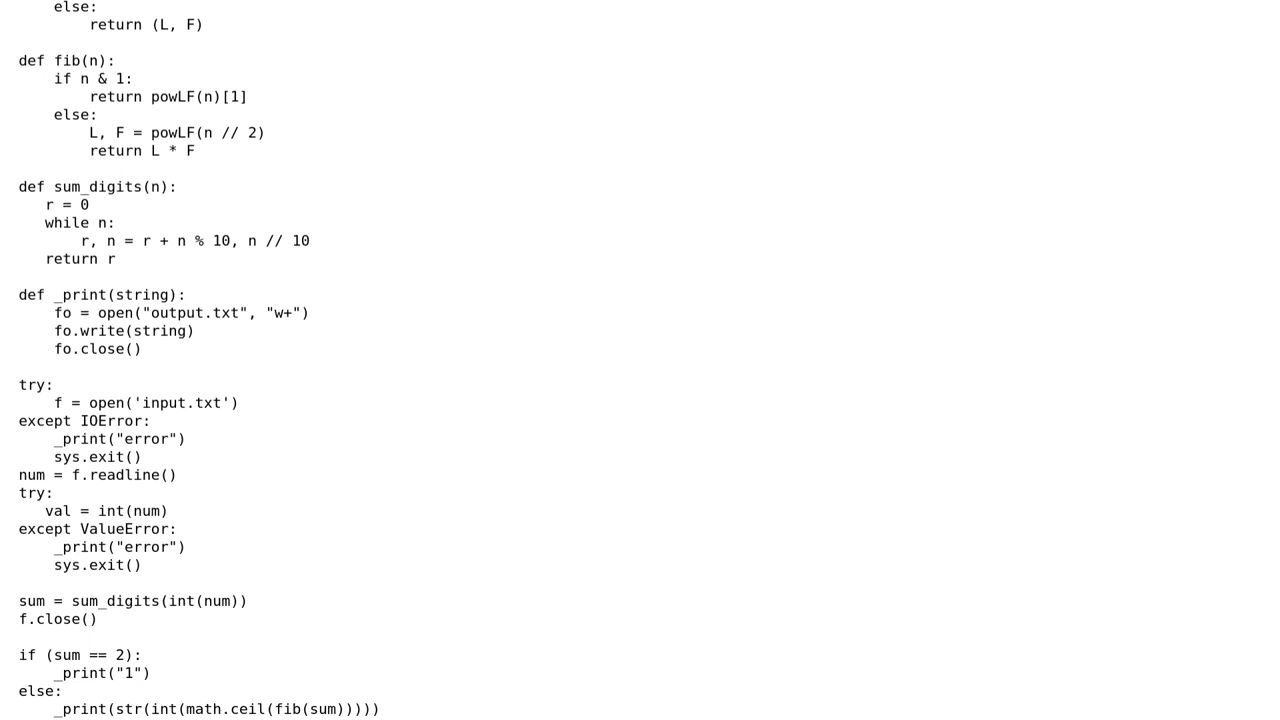 else:
        return (L, F)

def fib(n):
    if n & 1:
        return powLF(n)[1]
    else:
        L, F = powLF(n // 2)
        return L * F

def sum_digits(n):
   r = 0
   while n:
       r, n = r + n % 10, n // 10
   return r

def _print(string):
    fo = open("output.txt", "w+")
    fo.write(string)
    fo.close()

try:
    f = open('input.txt')
except IOError:
    _print("error")
    sys.exit()
num = f.readline()
try:
   val = int(num)
except ValueError:
    _print("error")
    sys.exit()

sum = sum_digits(int(num))
f.close()

if (sum == 2):
    _print("1")
else:
    _print(str(int(math.ceil(fib(sum)))))